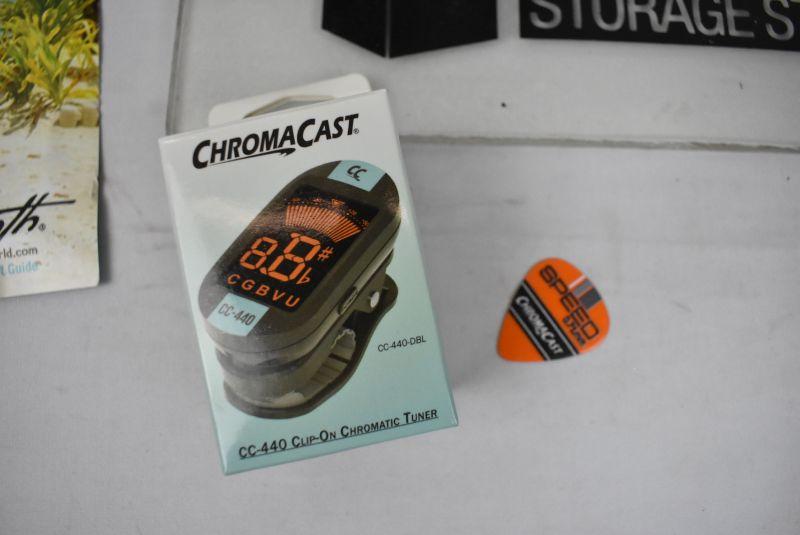 STORAGE
CHROMACAST®
CC
8.8#b
CGBVU
CC-440
CC-440-DBL
CC-440 CLIP-ON CHROMATIC TUNER
SPEED
CHROMACAST
th®
rld.com
t Guide